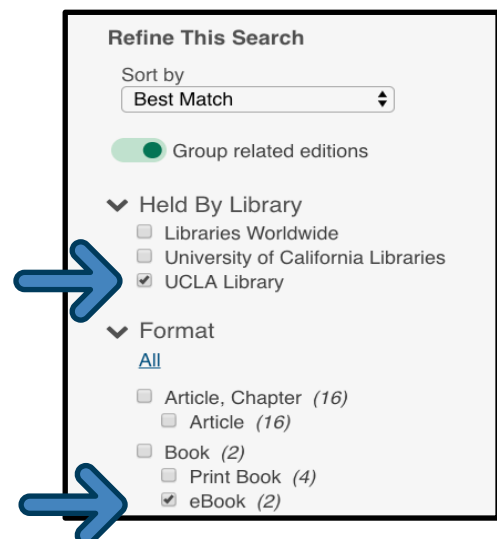 Refine This Search
Sort by
Best Match
Group related editions
Held By Library
Libraries Worldwide
University of California Libraries
UCLA Library
Format
All
Article, Chapter (16)
Article (16)
Book (2)
Print Book (4)
eBook (2)